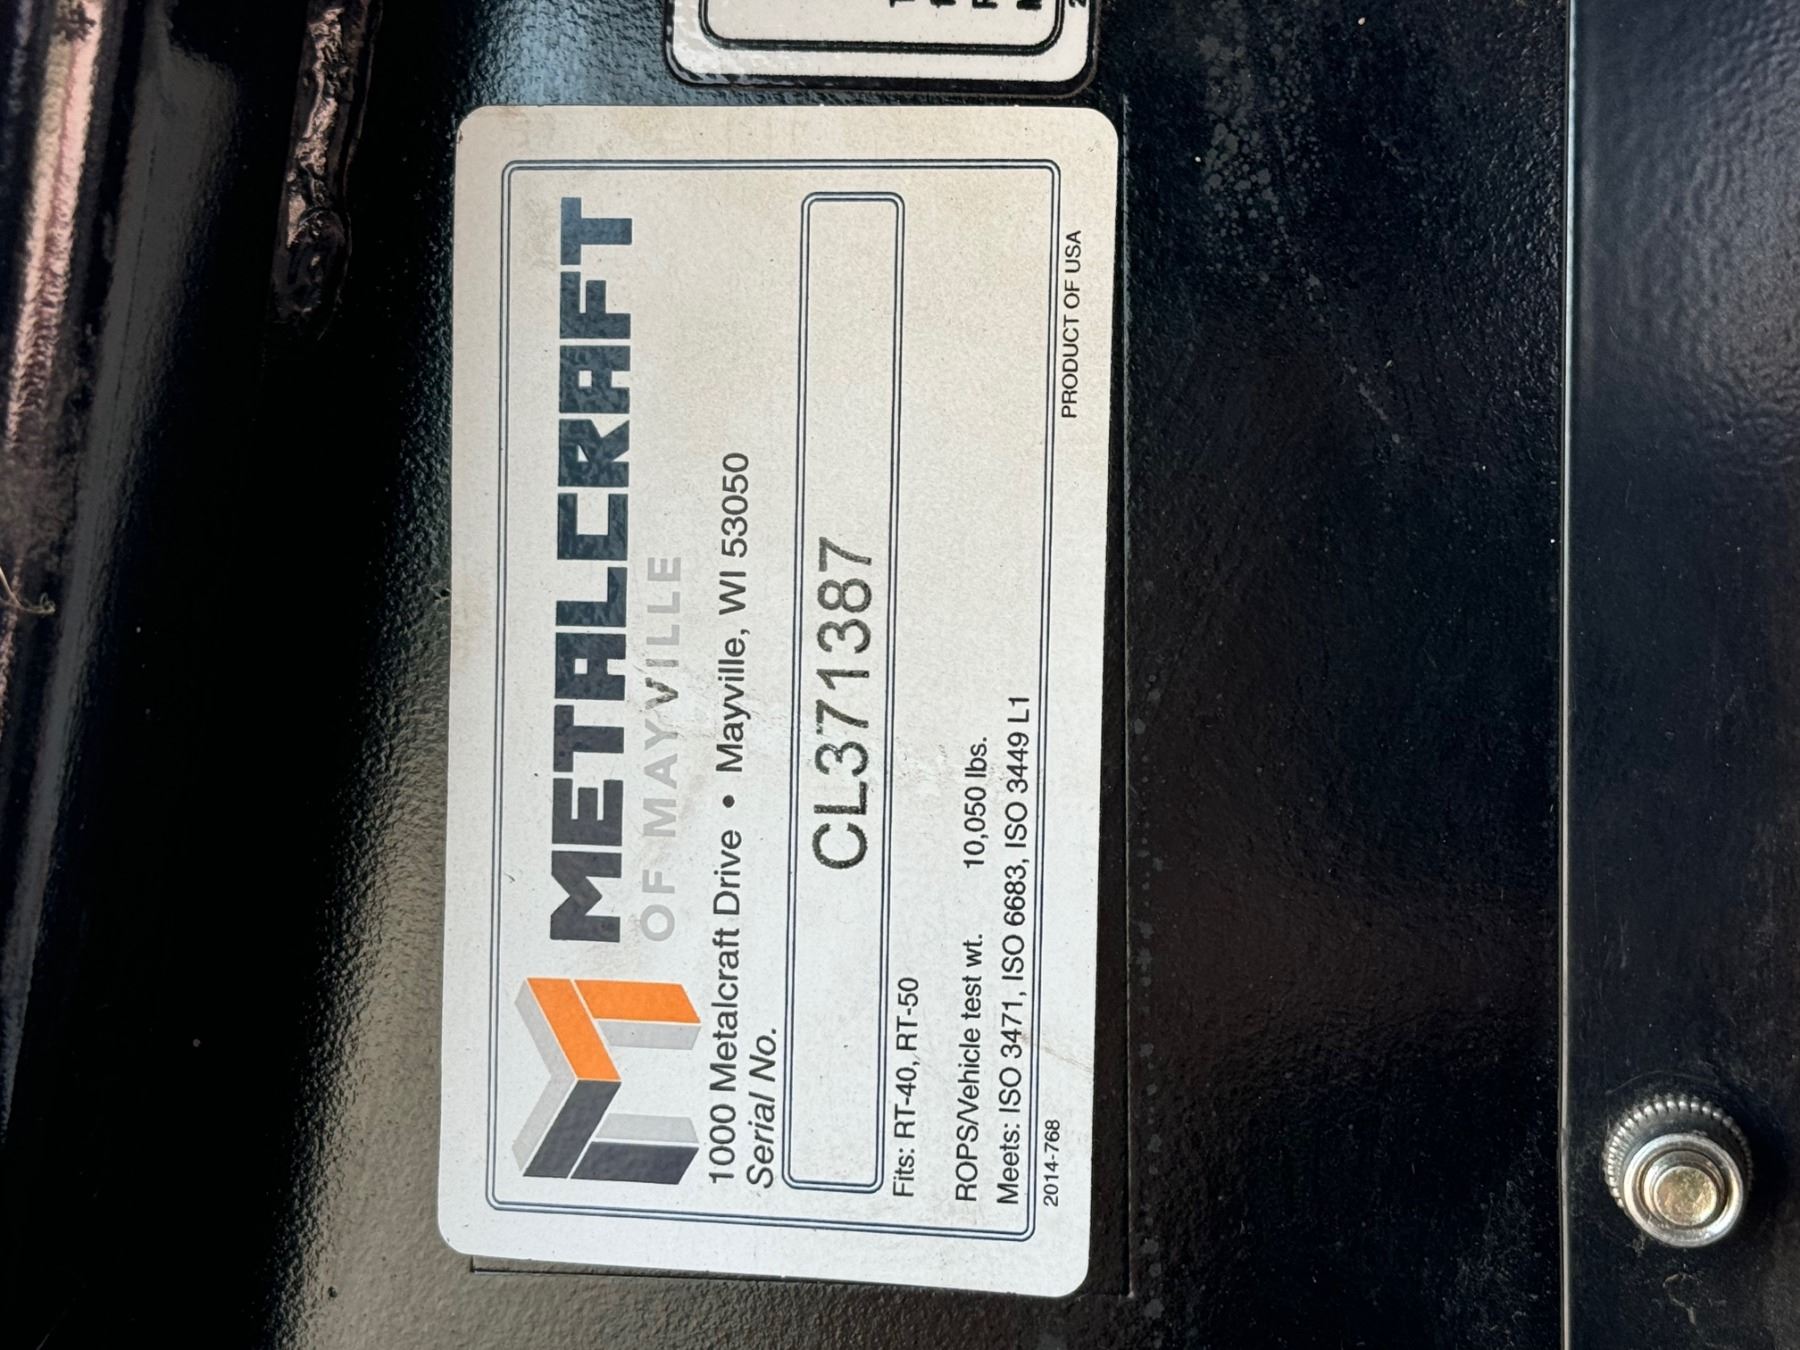 METALCRAFT
OF MAYVILLE
1000 Metalcraft Drive • Mayville, WI 53050
Serial No.
CL371387
Fits: RT-40, RT-50
ROPS/Vehicle test wt. 10,050 lbs.
Meets: ISO 3471, ISO 6683, ISO 3449 L1
2014-768
PRODUCT OF USA